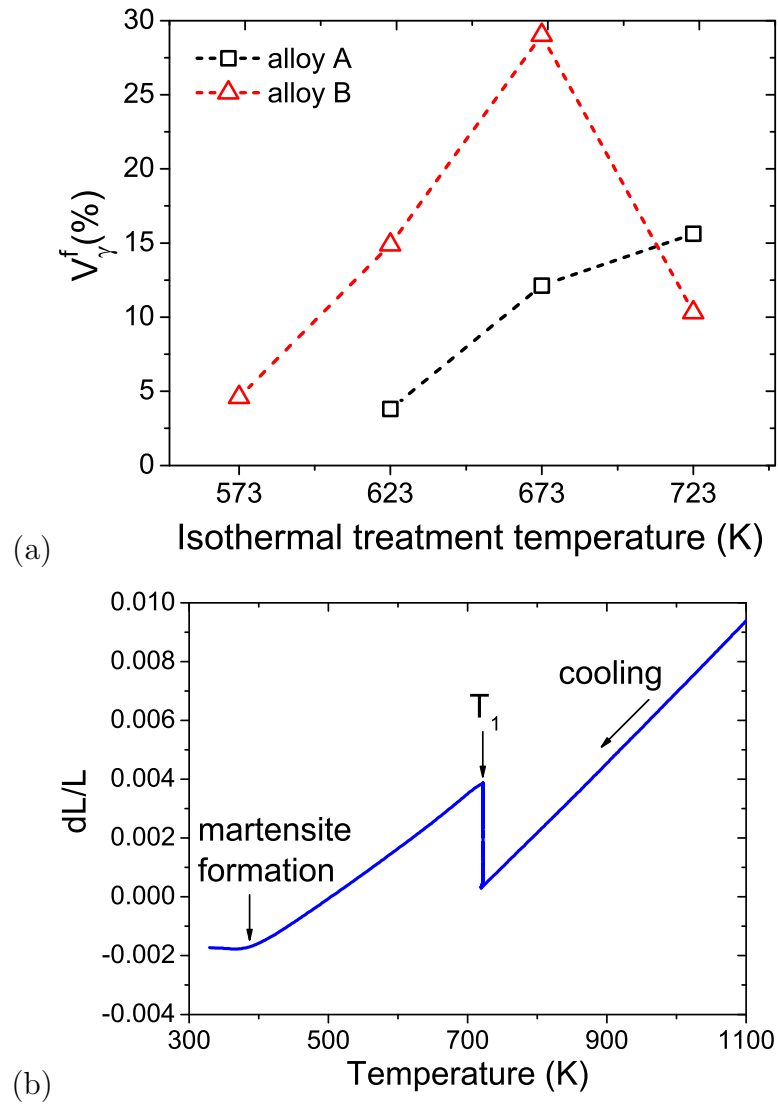 30
25
20
15
10
5
0
V_γ^f(%)
alloy A
alloy B
573 623 673 723
Isothermal treatment temperature (K)
(a)
0.010
0.008
0.006
0.004
0.002
0.000
-0.002
-0.004
dL/L
cooling
T_1
martensite
formation
300 500 700 900 1100
Temperature (K)
(b)